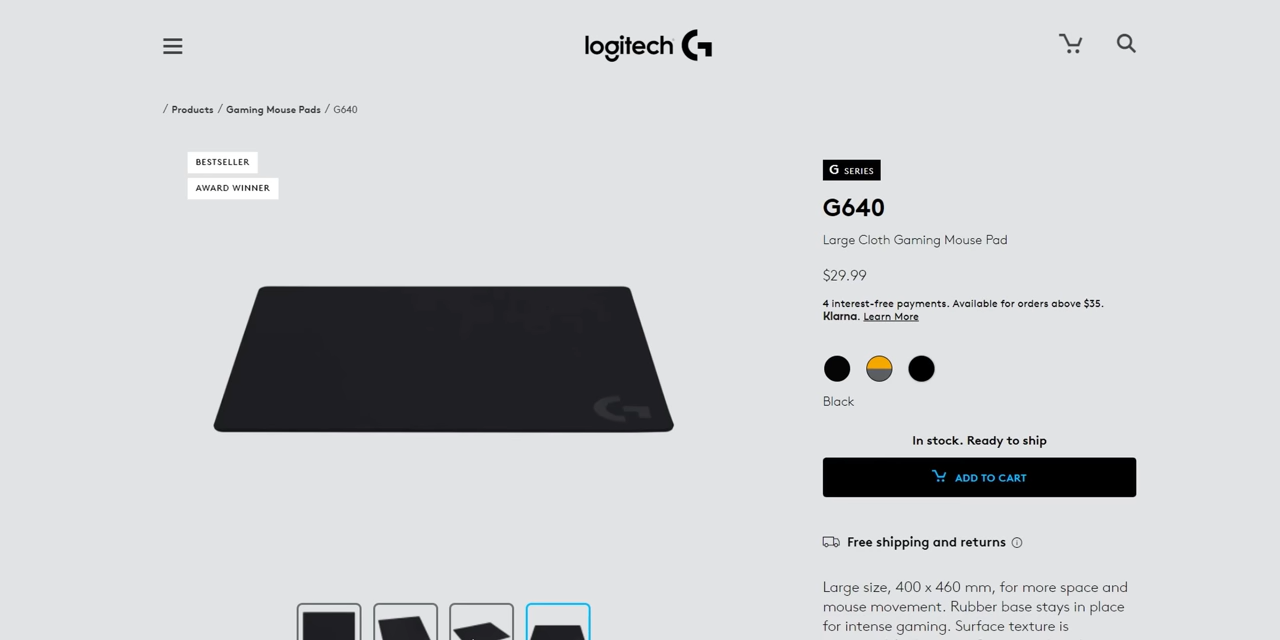 logitech G
/ Products / Gaming Mouse Pads / G640
BESTSELLER
AWARD WINNER
G SERIES
G640
Large Cloth Gaming Mouse Pad
$29.99
4 interest-free payments. Available for orders above $35.
Klarna. Learn More
Black
In stock. Ready to ship
ADD TO CART
Free shipping and returns
Large size, 400 x 460 mm, for more space and
mouse movement. Rubber base stays in place
for intense gaming. Surface texture is